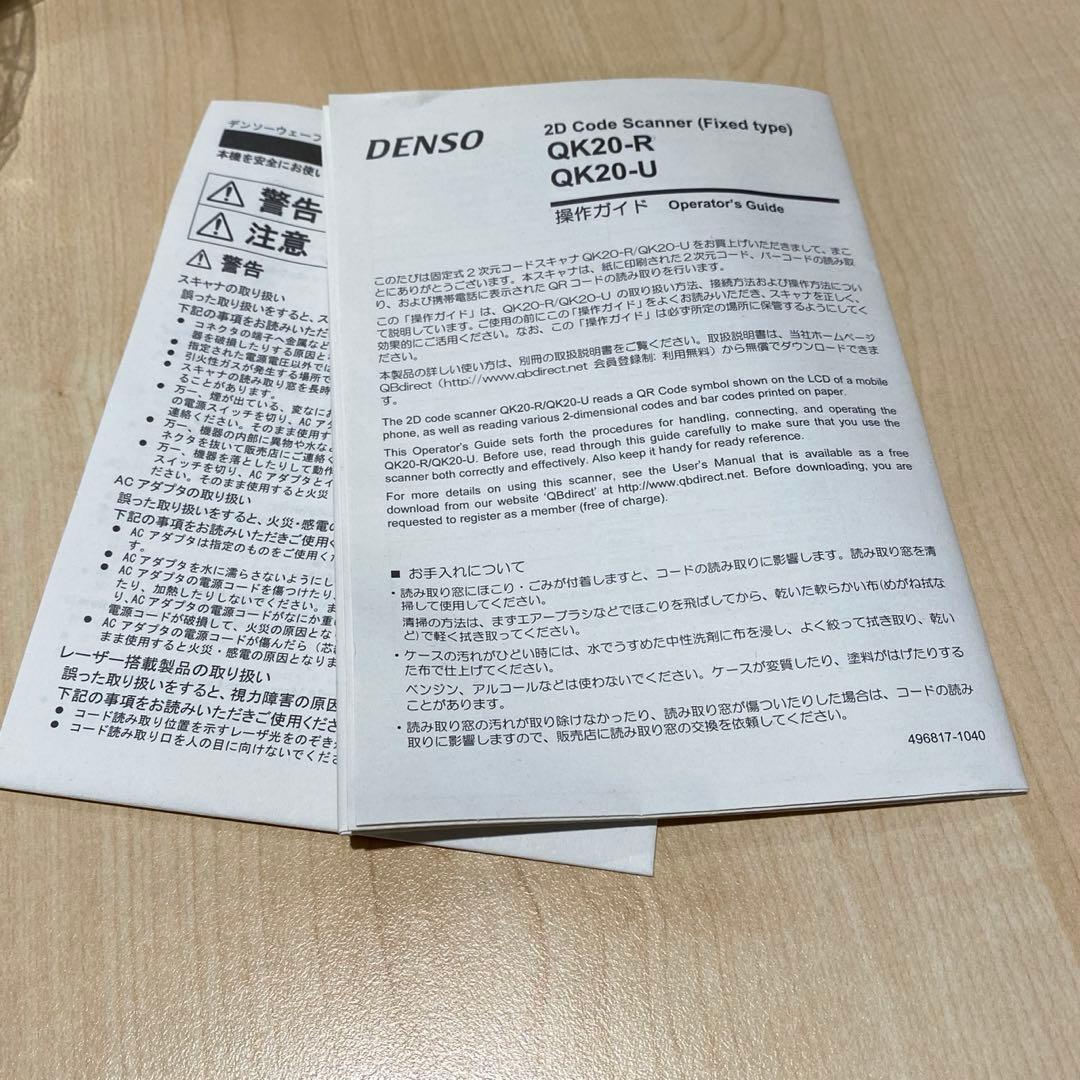 デンソーウェーブ
本機を安全にお使い
警告
注意
警告
スキャナの取り扱い
誤った取り扱いをすると、ス
下記の事項をお読みいただ
● コネクタの端子へ金属など
器を破損したりする原因と
● 指定された電源電圧以外では
● 引火性ガスが発生する場所で
● スキャナの読み取り窓を長時
ることがあります。
● 万一、煙が出ている、変なにお
の電源スイッチを切り、ACアダ
連絡ください。そのまま使用す
● 万一、機器の内部に異物や水など
ネクタを抜いて販売店にご連絡く
● 万一、機器を落としたりして動作
スイッチを切り、ACアダプタとイ
ださい。そのまま使用すると火災
ACアダプタの取り扱い
誤った取り扱いをすると、火災・感電の
下記の事項をお読みいただきご使用く
● ACアダプタは指定のものをご使用くだ
す。
● ACアダプタを水に濡らさないようにし
● ACアダプタの電源コードを傷つけたり、
たり、加熱したりしないでください。ま
り、ACアダプタの電源コードがなにか重い
電源コードが破損して、火災の原因とな
● ACアダプタの電源コードが傷んだら（芯
まま使用すると火災・感電の原因となりま
レーザー搭載製品の取り扱い
誤った取り扱いをすると、視力障害の原因
下記の事項をお読みいただきご使用くださ
● コード読み取り位置を示すレーザ光をのぞき
● コード読み取り口を人の目に向けないでくだ
DENSO
2D Code Scanner (Fixed type)
QK20-R
QK20-U
操作ガイド Operator's Guide
このたびは固定式2次元コードスキャナQK20-R/QK20-Uをお買上げいただきまして、まこ
とにありがとうございます。本スキャナは、紙に印刷された2次元コード、バーコードの読み取
り、および携帯電話に表示されたQRコードの読み取りを行います。
この「操作ガイド」は、QK20-R/QK20-Uの取り扱い方法、接続方法および操作方法につい
て説明しています。ご使用の前にこの「操作ガイド」をよくお読みいただき、スキャナを正しく、
効果的にご活用ください。なお、この「操作ガイド」は必ず所定の場所に保管するようにしてく
ださい。
本製品の詳しい使い方は、別冊の取扱説明書をご覧ください。取扱説明書は、当社ホームページ
QBdirect（http://www.qbdirect.net 会員登録制: 利用無料）から無償でダウンロードできま
す。
The 2D code scanner QK20-R/QK20-U reads a QR Code symbol shown on the LCD of a mobile
phone, as well as reading various 2-dimensional codes and bar codes printed on paper.
This Operator's Guide sets forth the procedures for handling, connecting, and operating the
QK20-R/QK20-U. Before use, read through this guide carefully to make sure that you use the
scanner both correctly and effectively. Also keep it handy for ready reference.
For more details on using this scanner, see the User's Manual that is available as a free
download from our website 'QBdirect' at http://www.qbdirect.net. Before downloading, you are
requested to register as a member (free of charge).
■ お手入れについて
・読み取り窓にほこり・ごみが付着しますと、コードの読み取りに影響します。読み取り窓を清
掃して使用してください。
清掃の方法は、まずエアーブラシなどでほこりを飛ばしてから、乾いた軟らかい布(めがね拭な
ど)で軽く拭き取ってください。
・ケースの汚れがひどい時には、水でうすめた中性洗剤に布を浸し、よく絞って拭き取り、乾い
た布で仕上げてください。
ベンジン、アルコールなどは使わないでください。ケースが変質したり、塗料がはげたりする
ことがあります。
・読み取り窓の汚れが取り除けなかったり、読み取り窓が傷ついたりした場合は、コードの読み
取りに影響しますので、販売店に読み取り窓の交換を依頼してください。
496817-1040